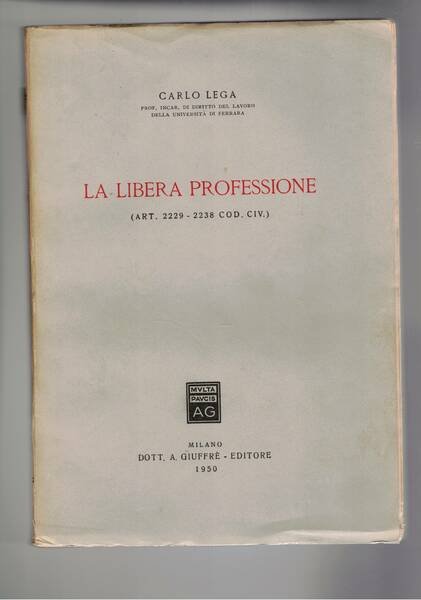 CARLO LEGA
PROF. INCAR. DI DIRITTO DEL LAVORO
DELLA UNIVERSITÀ DI FERRARA
LA LIBERA PROFESSIONE
(ART. 2229 - 2238 COD. CIV.)
MVLTA
PAVCIS
AG
MILANO
DOTT. A. GIUFFRÈ - EDITORE
1950